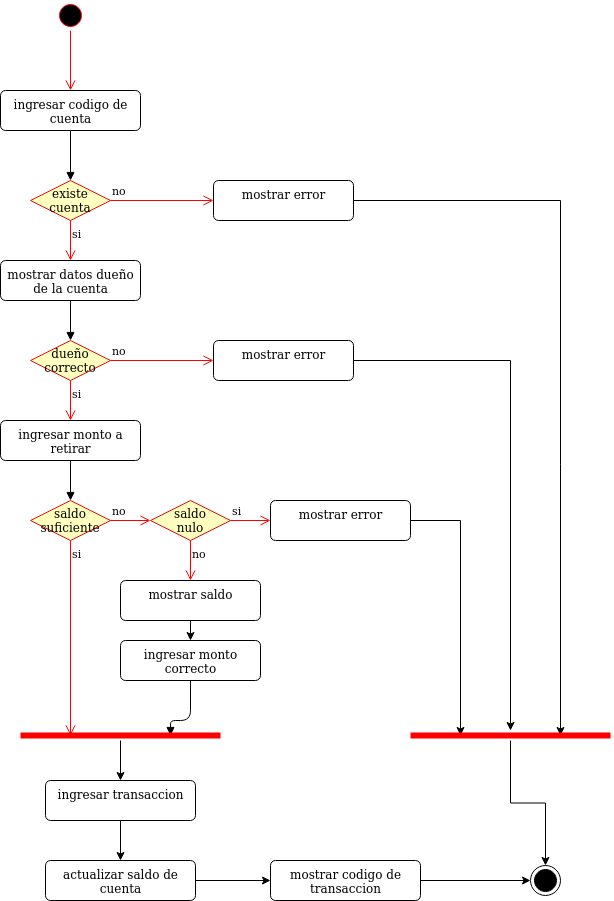 ingresar codigo de
cuenta
existe
cuenta
no
mostrar error
si
mostrar datos dueño
de la cuenta
dueño
correcto
no
mostrar error
si
ingresar monto a
retirar
saldo
suficiente
no
saldo
nulo
si
mostrar error
si
no
mostrar saldo
ingresar monto
correcto
ingresar transaccion
actualizar saldo de
cuenta
mostrar codigo de
transaccion